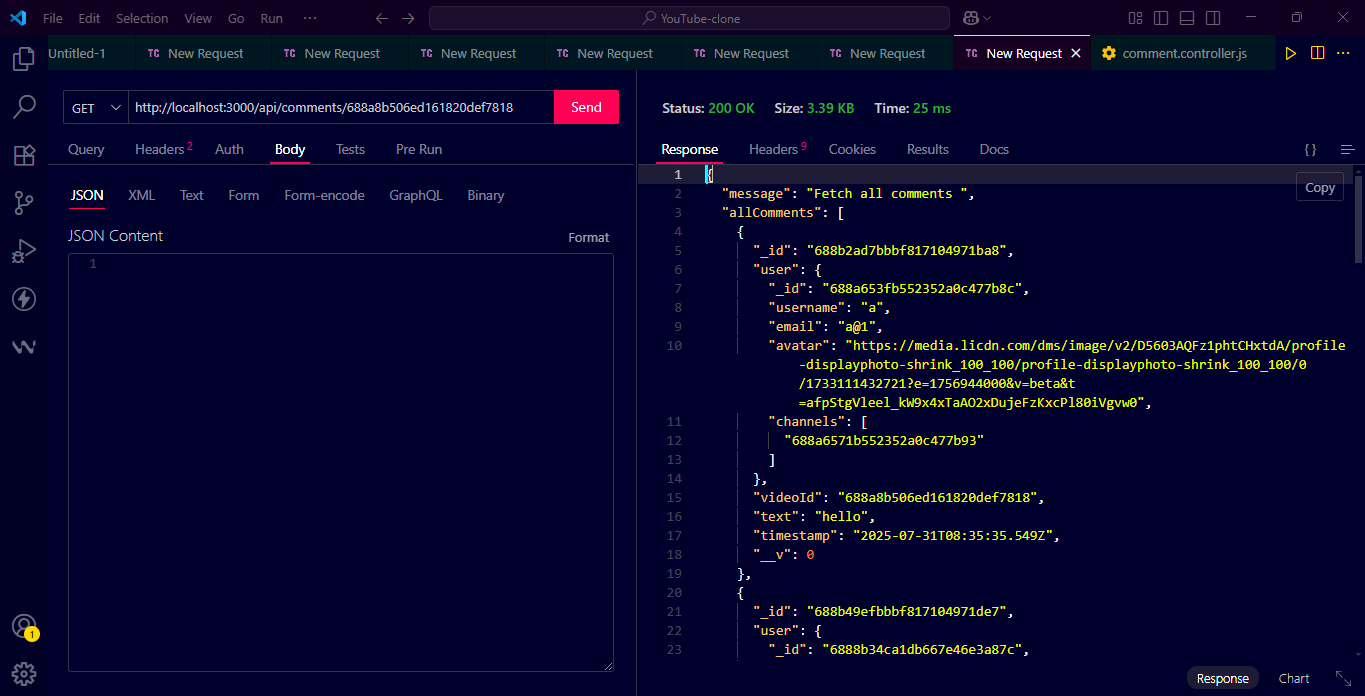 File Edit Selection View Go Run ··· YouTube-clone
Untitled-1 TC New Request TC New Request TC New Request TC New Request TC New Request TC New Request TC New Request comment.controller.js
GET http://localhost:3000/api/comments/688a8b506ed161820def7818 Send
Query Headers 2 Auth Body Tests Pre Run
JSON XML Text Form Form-encode GraphQL Binary
JSON Content Format
1
1
Status: 200 OK Size: 3.39 KB Time: 25 ms
Response Headers 9 Cookies Results Docs {}
Copy
1 {
2 "message": "Fetch all comments ",
3 "allComments": [
4 {
5 "_id": "688b2ad7bbbf817104971ba8",
6 "user": {
7 "_id": "688a653fb552352a0c477b8c",
8 "username": "a",
9 "email": "a@1",
10 "avatar": "https://media.licdn.com/dms/image/v2/D5603AQFz1phtCHxtdA/profile
-displayphoto-shrink_100_100/profile-displayphoto-shrink_100_100/0
/1733111432721?e=1756944000&v=beta&t
=afpStgVleel_kW9x4xTaAO2xDujeFzKxcPl80iVgvw0",
11 "channels": [
12 "688a6571b552352a0c477b93"
13 ]
14 },
15 "videoId": "688a8b506ed161820def7818",
16 "text": "hello",
17 "timestamp": "2025-07-31T08:35:35.549Z",
18 "__v": 0
19 },
20 {
21 "_id": "688b49efbbbf817104971de7",
22 "user": {
23 "_id": "6888b34ca1db667e46e3a87c",
Response Chart